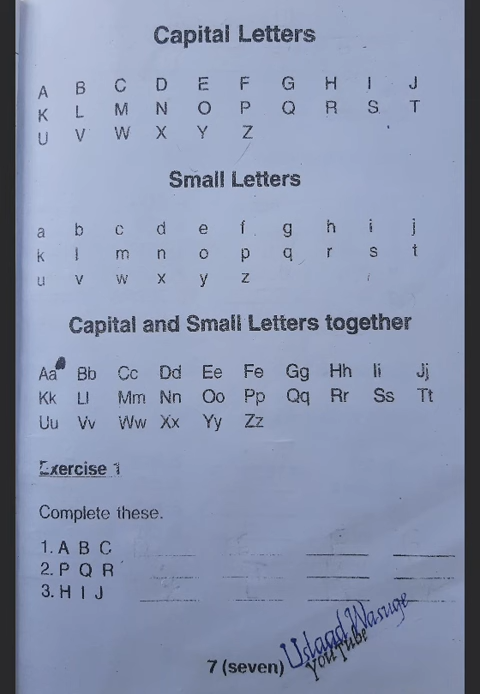 Capital Letters
A B C D E F G H I J
K L M N O P Q R S T
U V W X Y Z
Small Letters
a b c d e f g h i j
k l m n o p q r s t
u v w x y z
Capital and Small Letters together
Aa Bb Cc Dd Ee Fe Gg Hh Ii Jj
Kk Ll Mm Nn Oo Pp Qq Rr Ss Tt
Uu Vv Ww Xx Yy Zz
Exercise 1
Complete these.
1. A B C
2. P Q R
3. H I J
7 (seven)
Ustaad Wasuge
YouTube